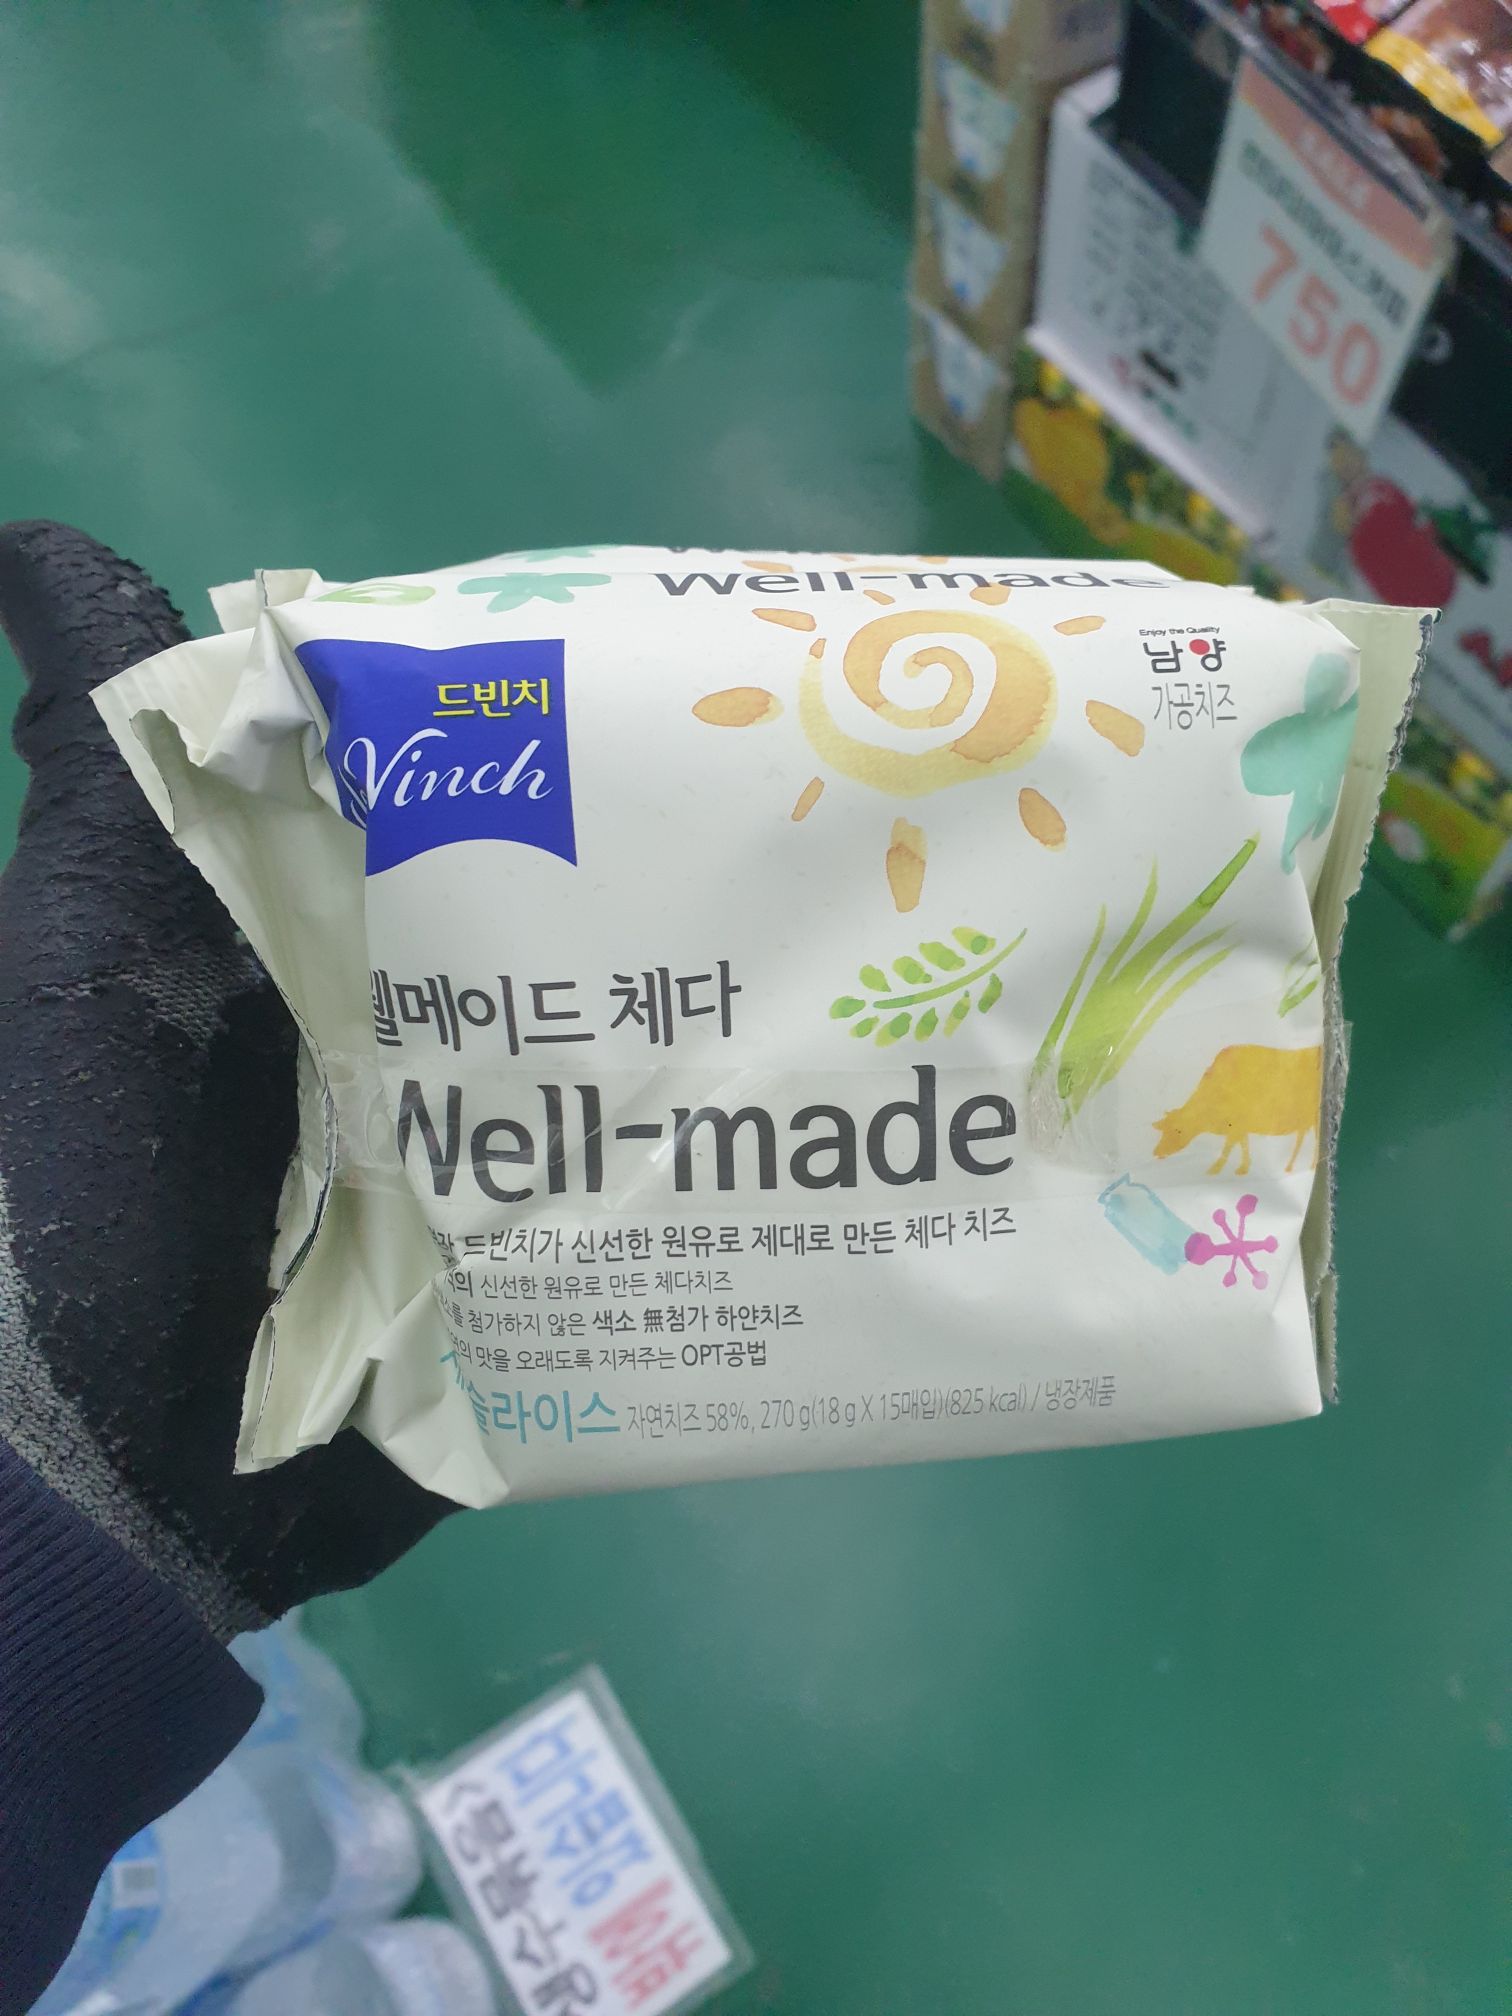 Well-made
Enjoy the Quality
남양
가공치즈
드빈치
Vinch
웰메이드 체다
Well-made
드빈치가 신선한 원유로 제대로 만든 체다 치즈
신선한 원유로 만든 체다치즈
첨가하지 않은 색소 無첨가 하얀치즈
맛을 오래도록 지켜주는 OPT공법
슬라이스 자연치즈 58%, 270 g(18 g X 15매입)(825 kcal) / 냉장제품
750